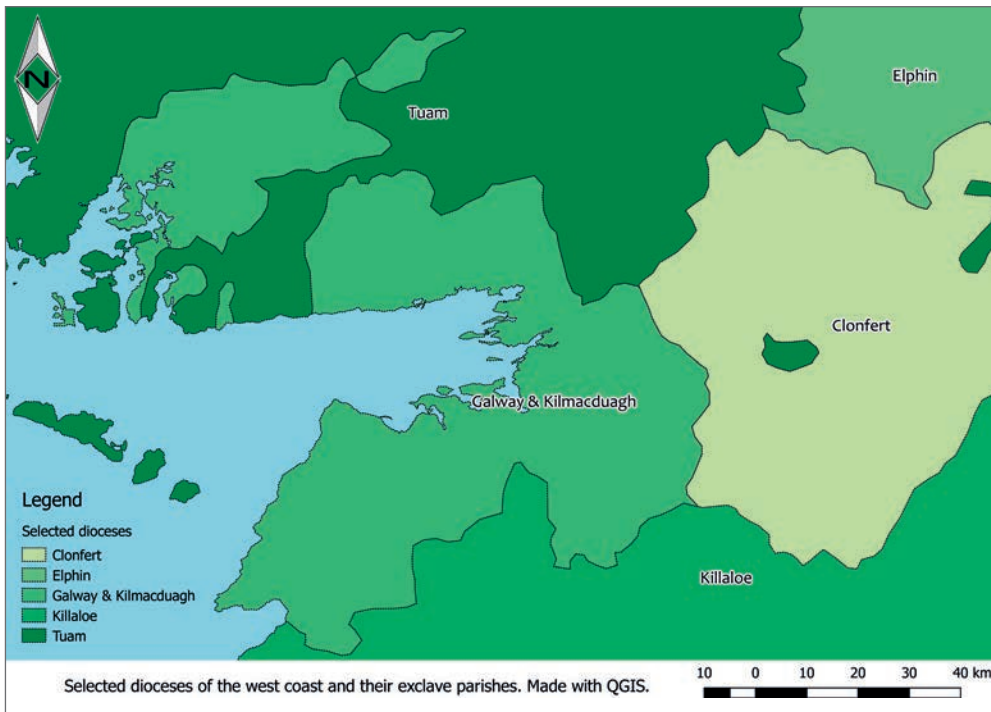 N
Elphin
Tuam
Clonfert
Galway & Kilmacduagh
Killaloe
Legend
Selected dioceses
Clonfert
Elphin
Galway & Kilmacduagh
Killaloe
Tuam
Selected dioceses of the west coast and their exclave parishes. Made with QGIS.
10 0 10 20 30 40 km